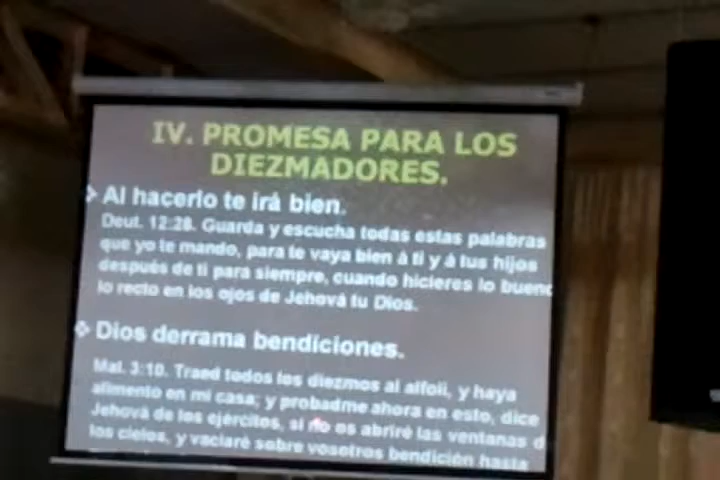 IV. PROMESA PARA LOS
DIEZMADORES.
Al hacerlo te irá bien.
Deut. 12:28. Guarda y escucha todas estas palabras
que yo te mando, para te vaya bien á ti y á tus hijos
después de ti para siempre, cuando hicieres lo bueno
lo recto en los ojos de Jehová tu Dios.
Dios derrama bendiciones.
Mal. 3:10. Traed todos los diezmos al alfolí, y haya
alimento en mi casa; y probadme ahora en esto, dice
Jehová de los ejércitos, si no os abriré las ventanas d
los cielos, y vaciaré sobre vosotros bendición hasta